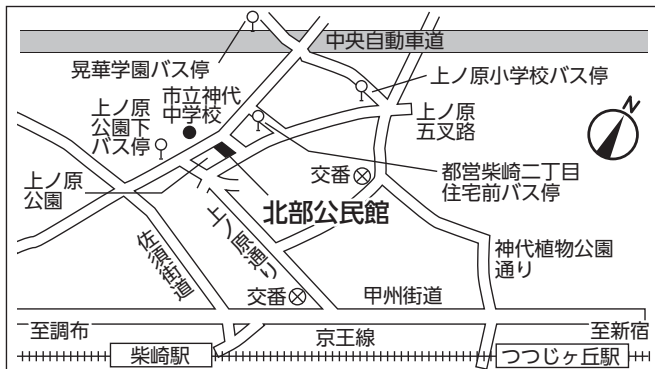 中央自動車道
晃華学園バス停
上ノ原小学校バス停
市立神代
中学校
上ノ原
公園下
バス停
上ノ原
五叉路
上ノ原
公園
交番
都営柴崎二丁目
住宅前バス停
北部公民館
佐須街道
上ノ原通り
神代植物公園
通り
交番
甲州街道
至調布
京王線
至新宿
柴崎駅
つつじヶ丘駅
N